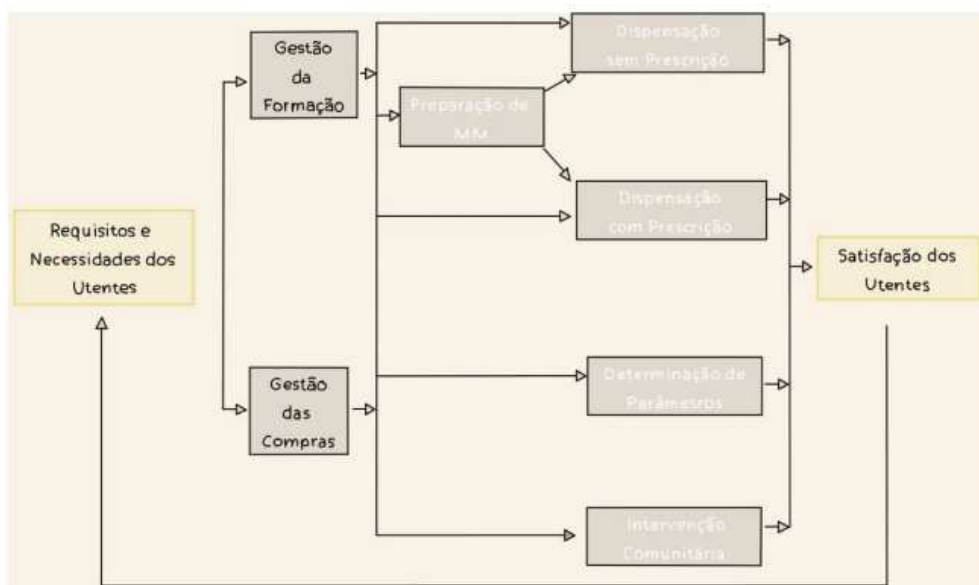 Gestão
da
Formação
Dispensação
sem Prescrição
Preparação de
MM
Dispensação
com Prescrição
Requisitos e
Necessidades dos
Utentes
Satisfação dos
Utentes
Gestão
das
Compras
Determinação de
Parâmetros
Intervenção
Comunitária